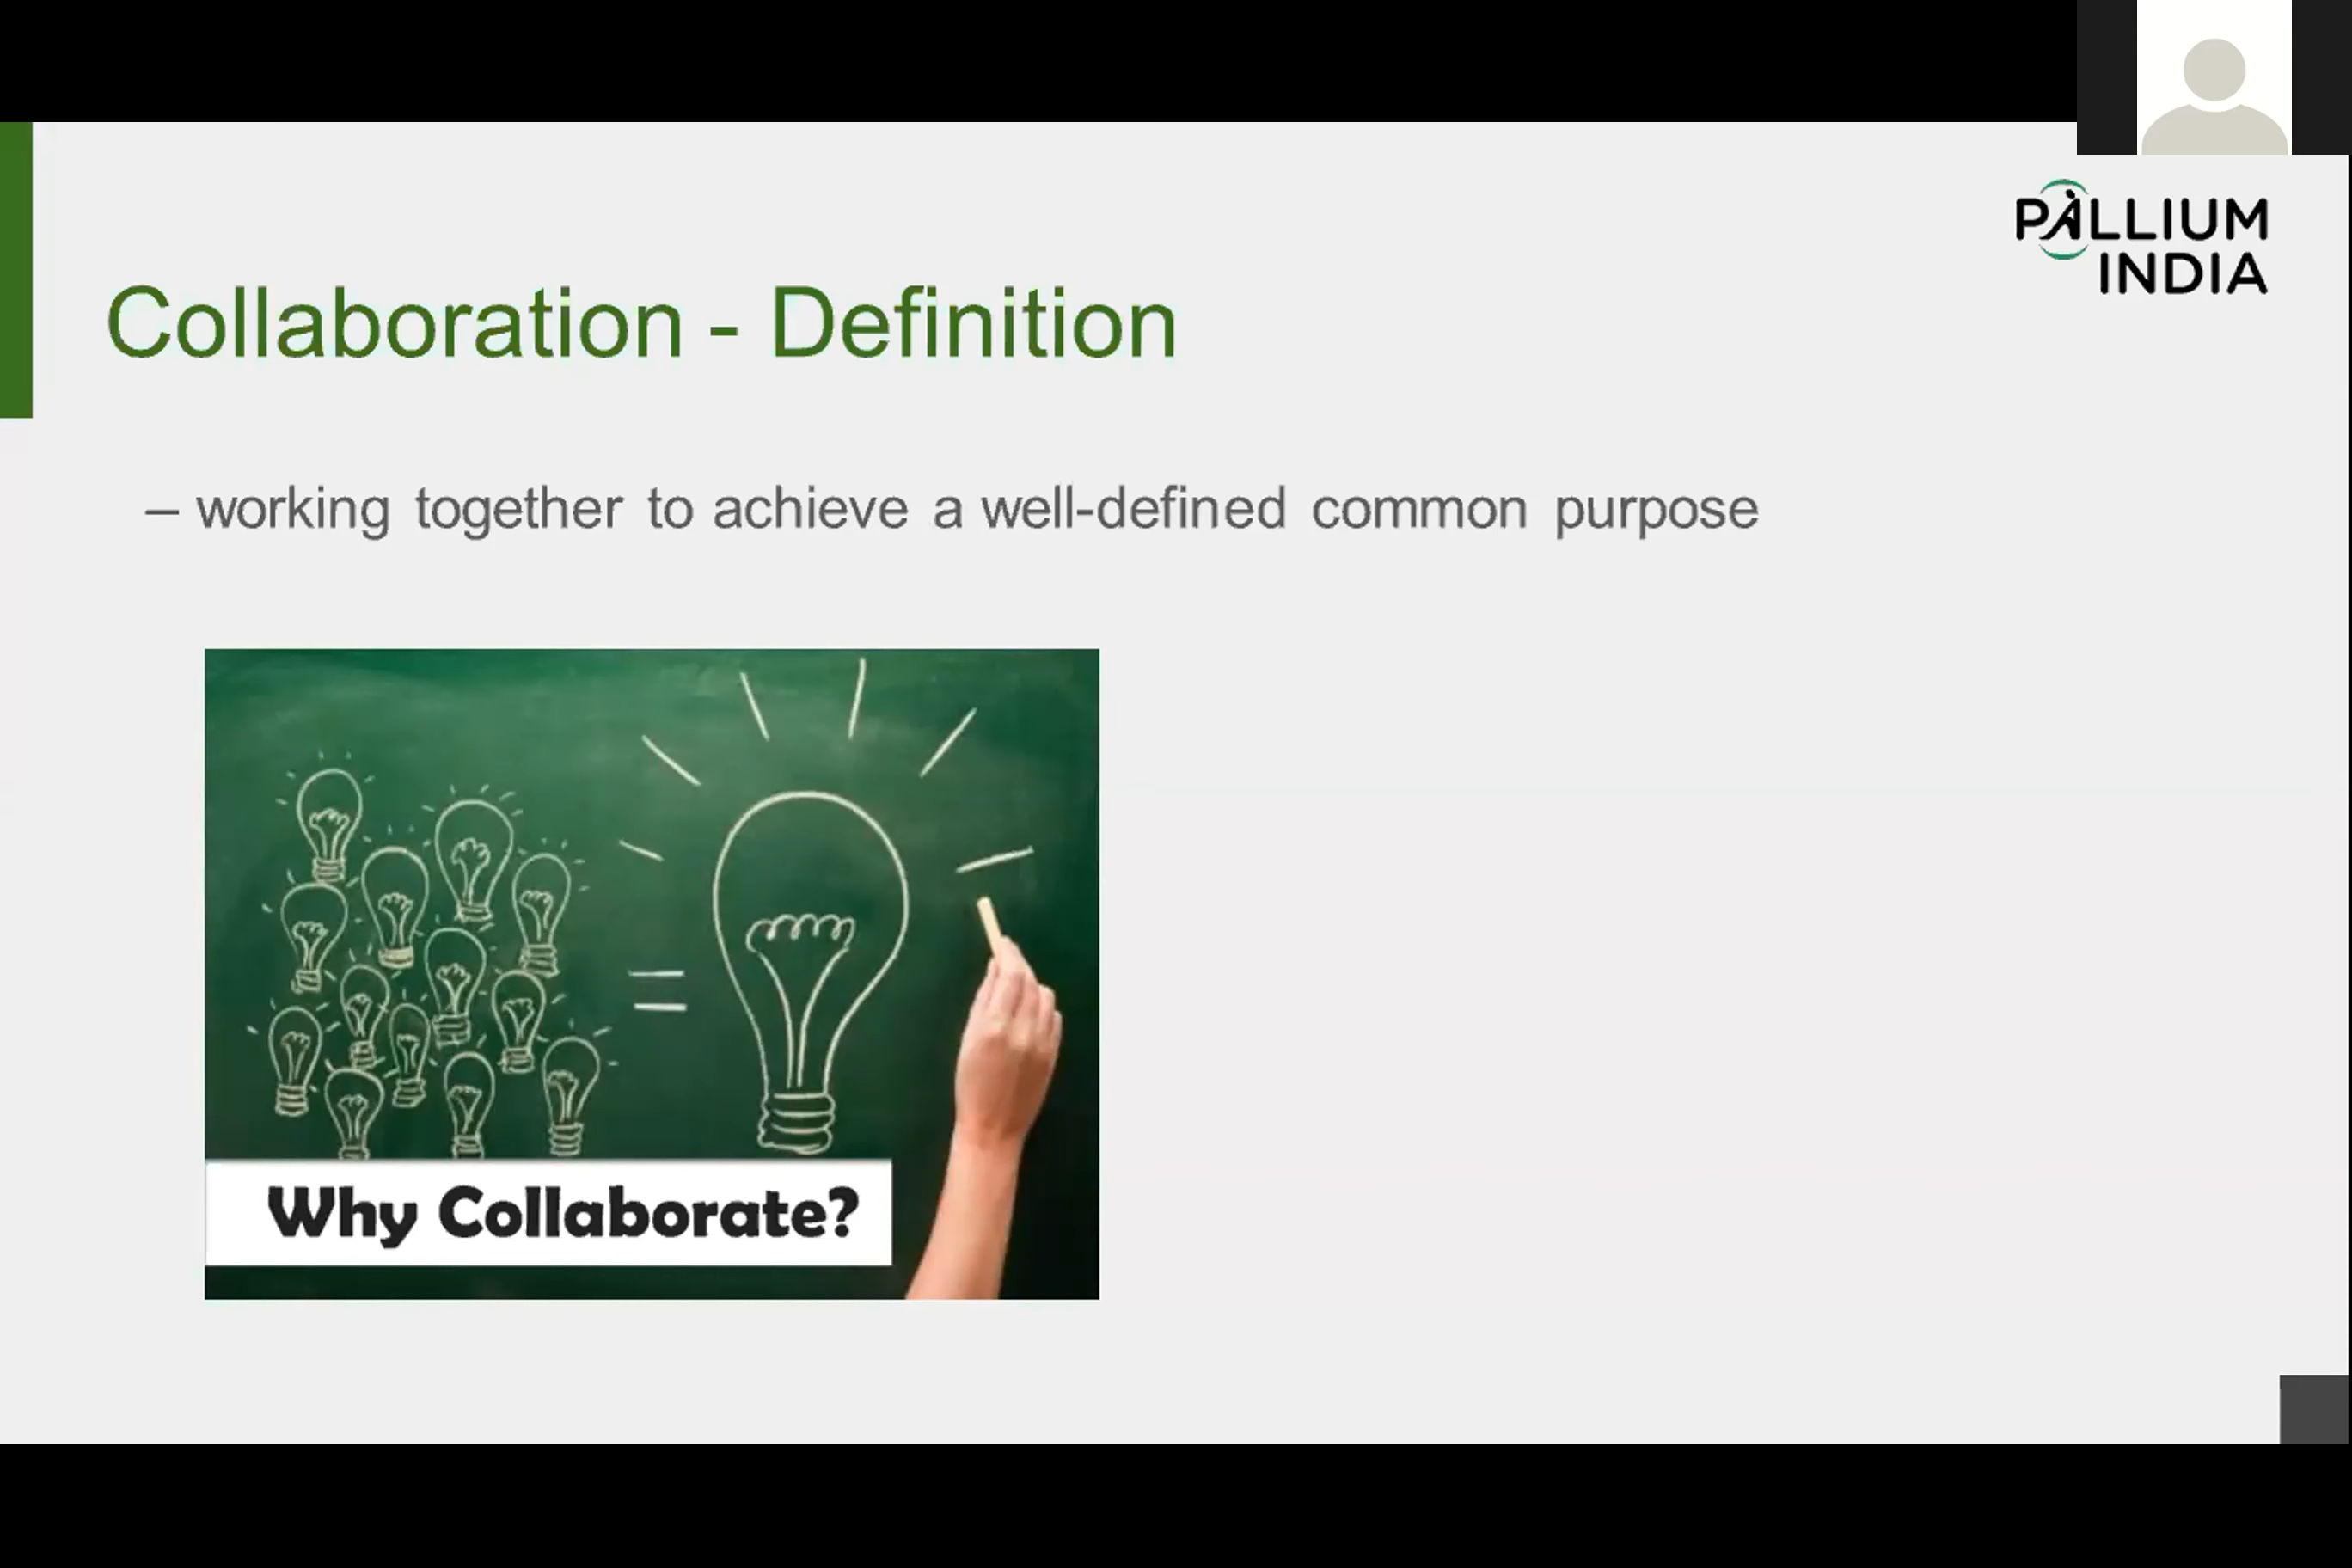 PALLIUM
INDIA
Collaboration - Definition
– working together to achieve a well-defined common purpose
Why Collaborate?